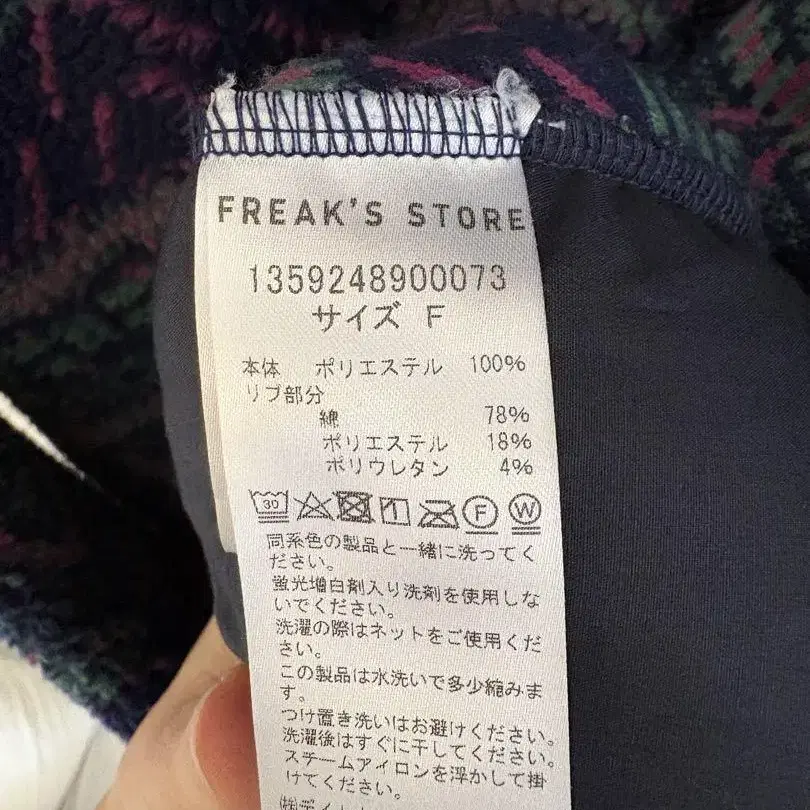 FREAK'S STORE
1359248900073
サイズ F
本体 ポリエステル 100%
リブ部分
綿 78%
ポリエステル 18%
ポリウレタン 4%
30 F W
同系色の製品と一緒に洗ってく
ださい。
蛍光増白剤入り洗剤を使用しな
いでください。
洗濯の際はネットをご使用くだ
さい。
この製品は水洗いで多少縮みま
す。
つけ置き洗いはお避けください。
洗濯後はすぐに干してください。
スチームアイロンを浮かして掛
けてください。